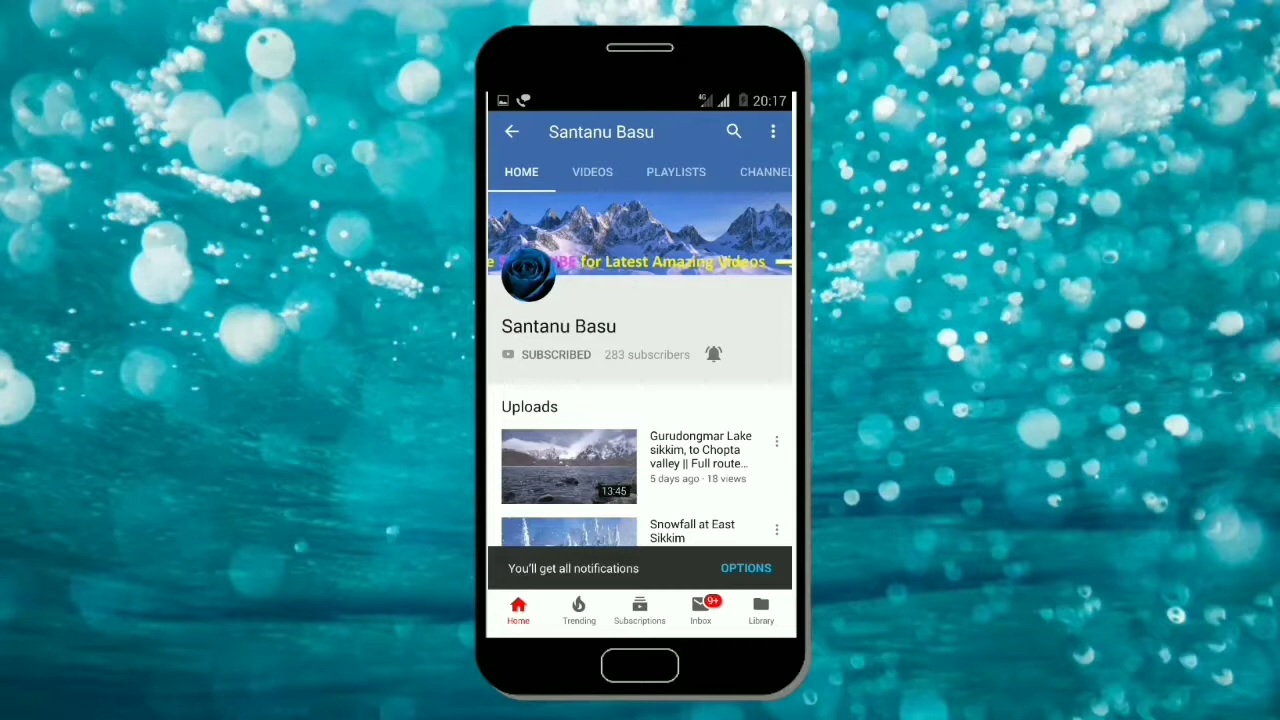 4G 20:17
Santanu Basu
HOME VIDEOS PLAYLISTS CHANNEL
e for Latest Amazing Videos
Santanu Basu
SUBSCRIBED 283 subscribers
Uploads
Gurudongmar Lake
sikkim, to Chopta
valley || Full route...
5 days ago · 18 views
13:45
Snowfall at East
Sikkim
You'll get all notifications OPTIONS
9+
Home Trending Subscriptions Inbox Library